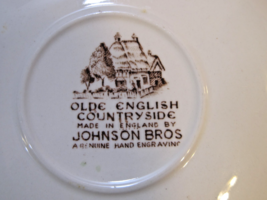 OLDE ENGLISH
COUNTRYSIDE
MADE IN ENGLAND BY
JOHNSON BROS
A GENUINE HAND ENGRAVING